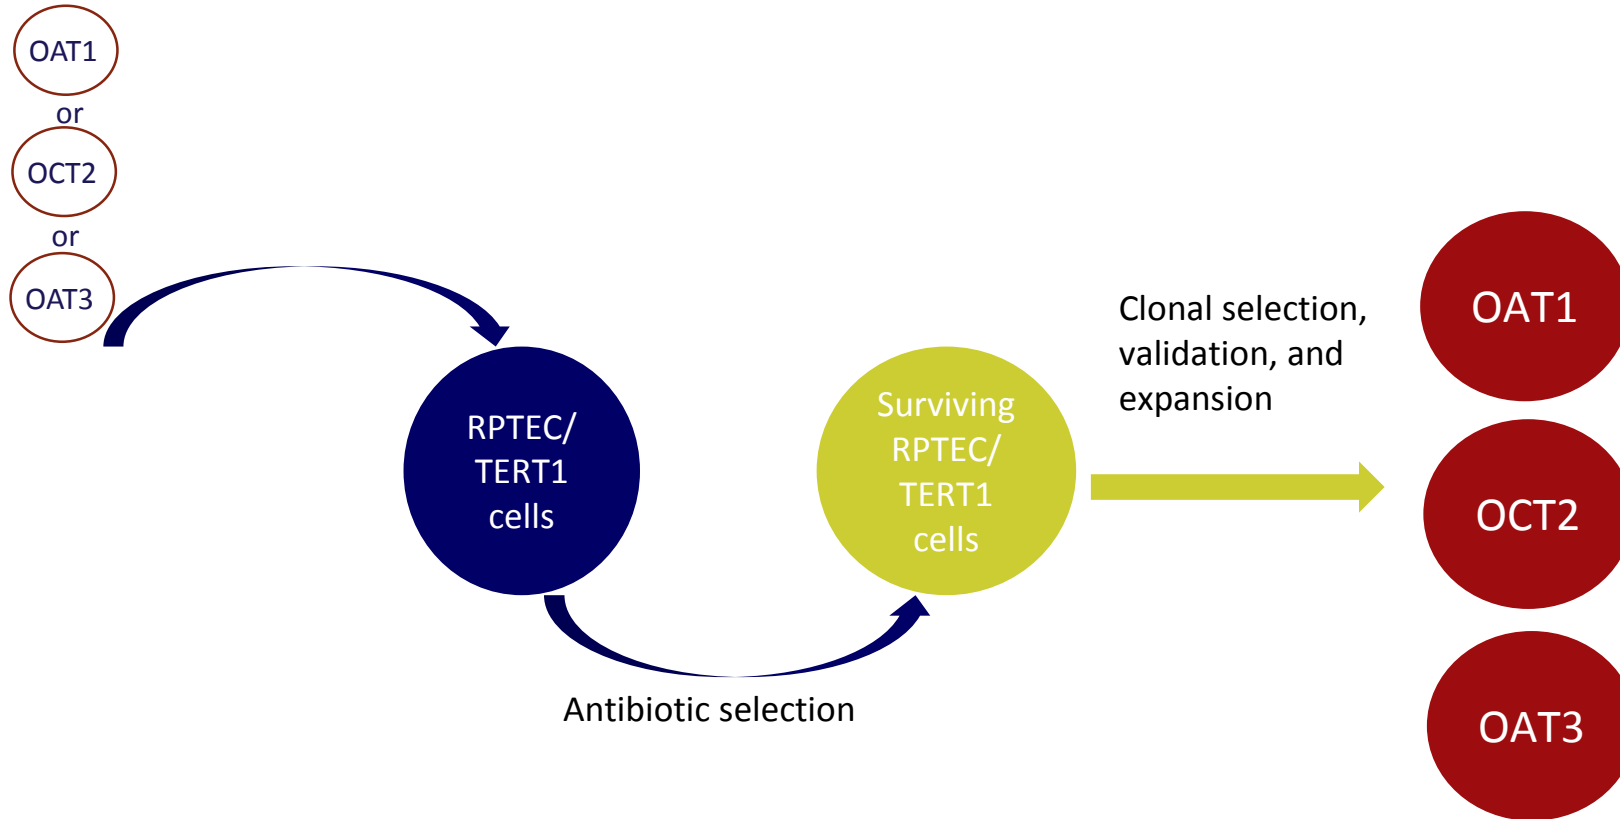 OAT1
or
OCT2
or
OAT3
RPTEC/
TERT1
cells
Antibiotic selection
Surviving
RPTEC/
TERT1
cells
Clonal selection,
validation, and
expansion
OAT1
OCT2
OAT3